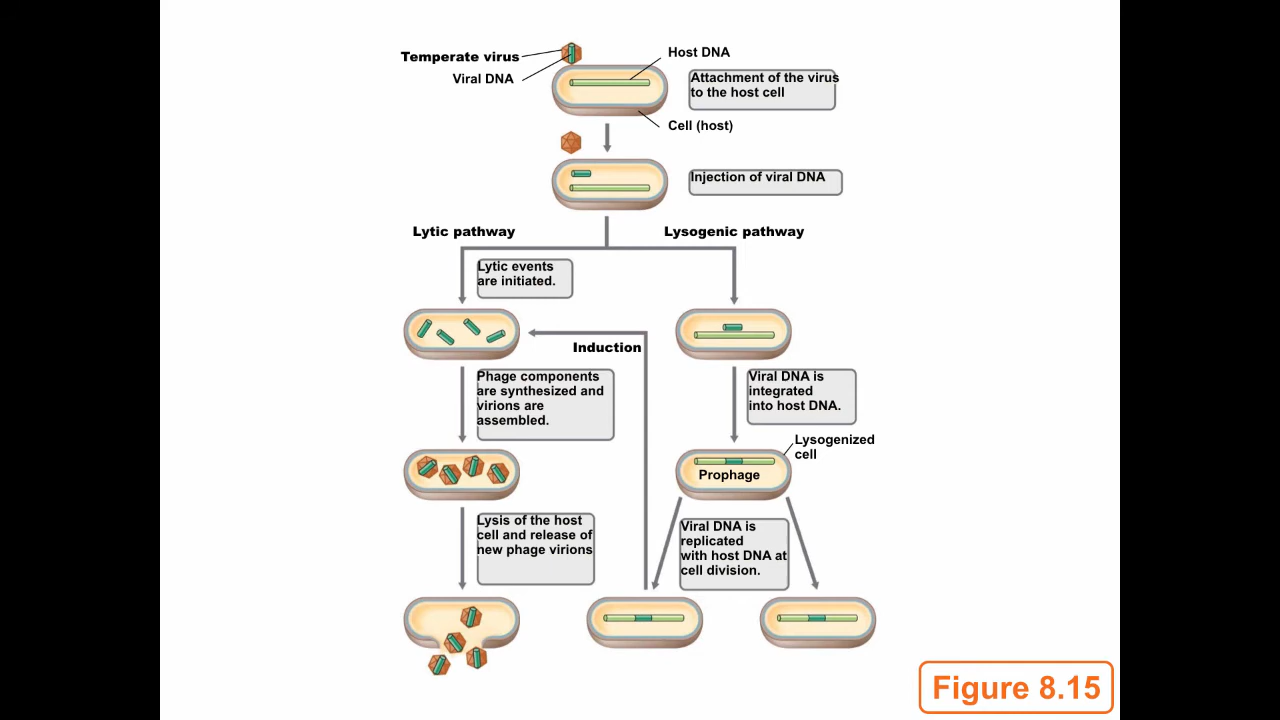 Temperate virus
Viral DNA
Host DNA
Attachment of the virus
to the host cell
Cell (host)
Injection of viral DNA
Lytic pathway
Lysogenic pathway
Lytic events
are initiated.
Induction
Phage components
are synthesized and
virions are
assembled.
Viral DNA is
integrated
into host DNA.
Lysogenized
cell
Prophage
Lysis of the host
cell and release of
new phage virions
Viral DNA is
replicated
with host DNA at
cell division.
Figure 8.15